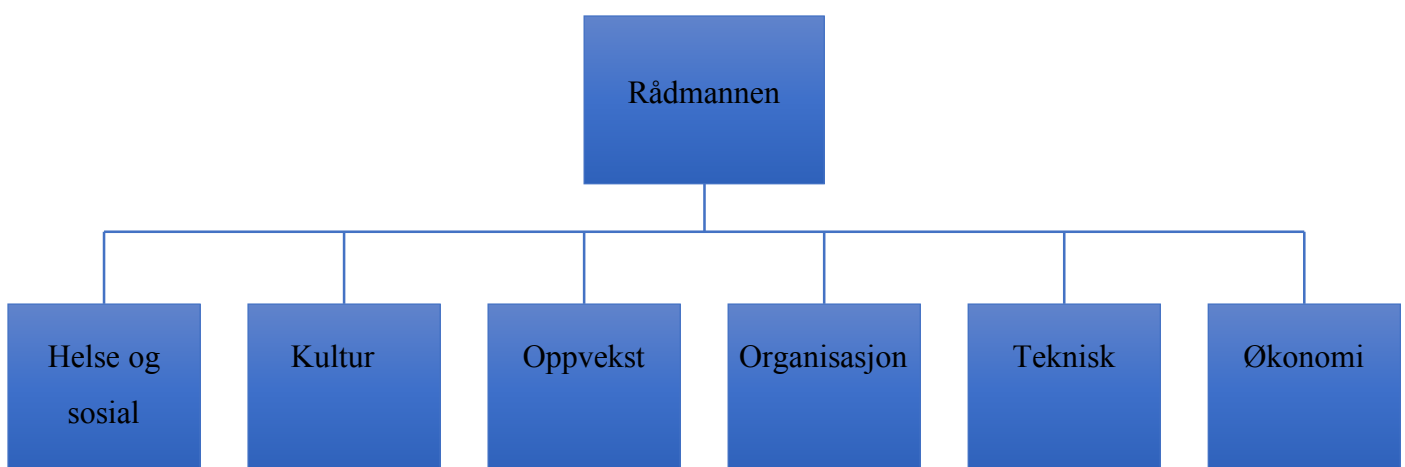 Rådmannen
Helse og
sosial
Kultur
Oppvekst
Organisasjon
Teknisk
Økonomi